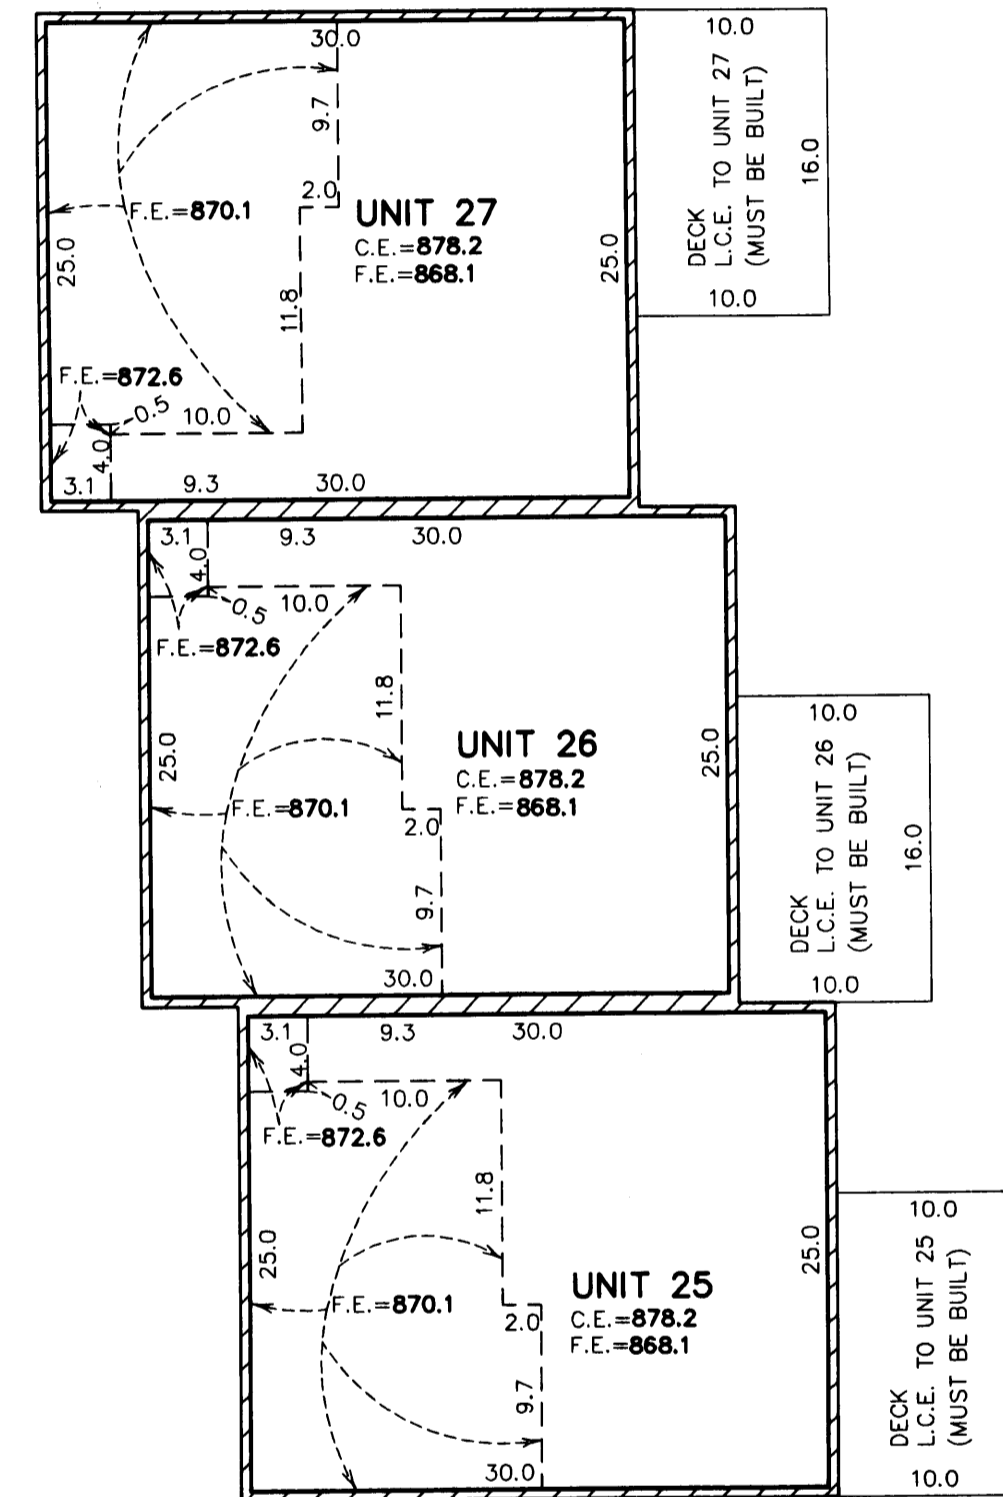 30.0
9.7
2.0
F.E.=870.1
25.0
11.8
UNIT 27
C.E.=878.2
F.E.=868.1
25.0
F.E.=872.6
0.5
10.0
4.0
3.1
9.3
30.0
10.0
DECK
L.C.E. TO UNIT 27
(MUST BE BUILT)
16.0
10.0
3.1
9.3
30.0
4.0
0.5
10.0
F.E.=872.6
11.8
25.0
UNIT 26
C.E.=878.2
F.E.=868.1
25.0
F.E.=870.1
2.0
9.7
30.0
10.0
DECK
L.C.E. TO UNIT 26
(MUST BE BUILT)
16.0
10.0
3.1
9.3
30.0
4.0
0.5
10.0
F.E.=872.6
11.8
25.0
UNIT 25
C.E.=878.2
F.E.=868.1
25.0
F.E.=870.1
2.0
9.7
30.0
10.0
DECK
L.C.E. TO UNIT 25
(MUST BE BUILT)
10.0